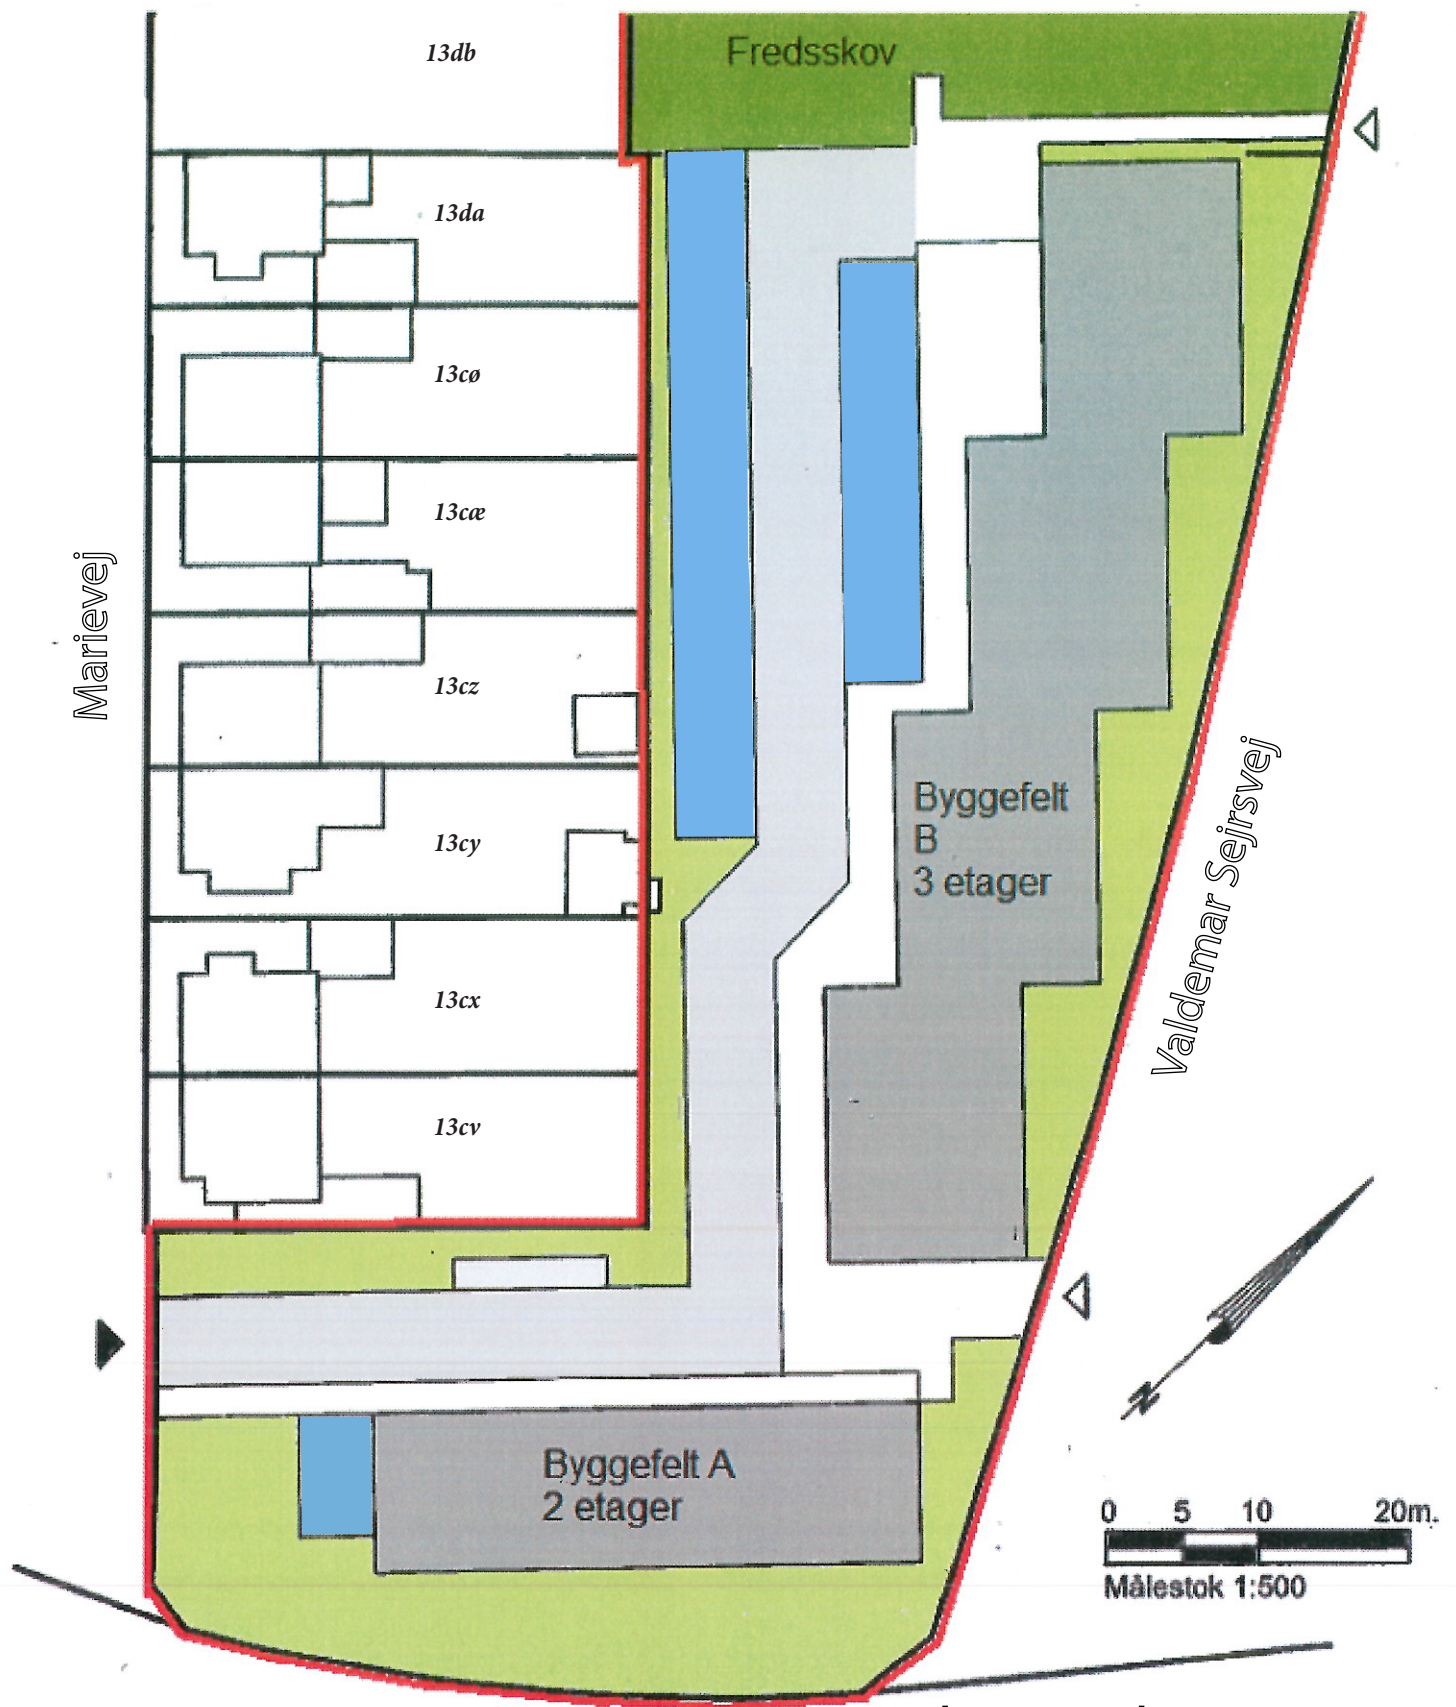 13db
Fredsskov
13da
13cø
13cæ
Marievej
13cz
Byggefelt
B
3 etager
13cy
Valdemar Sejrsvej
13cx
13cv
N
Byggefelt A
2 etager
0 5 10 20m.
Målestok 1:500